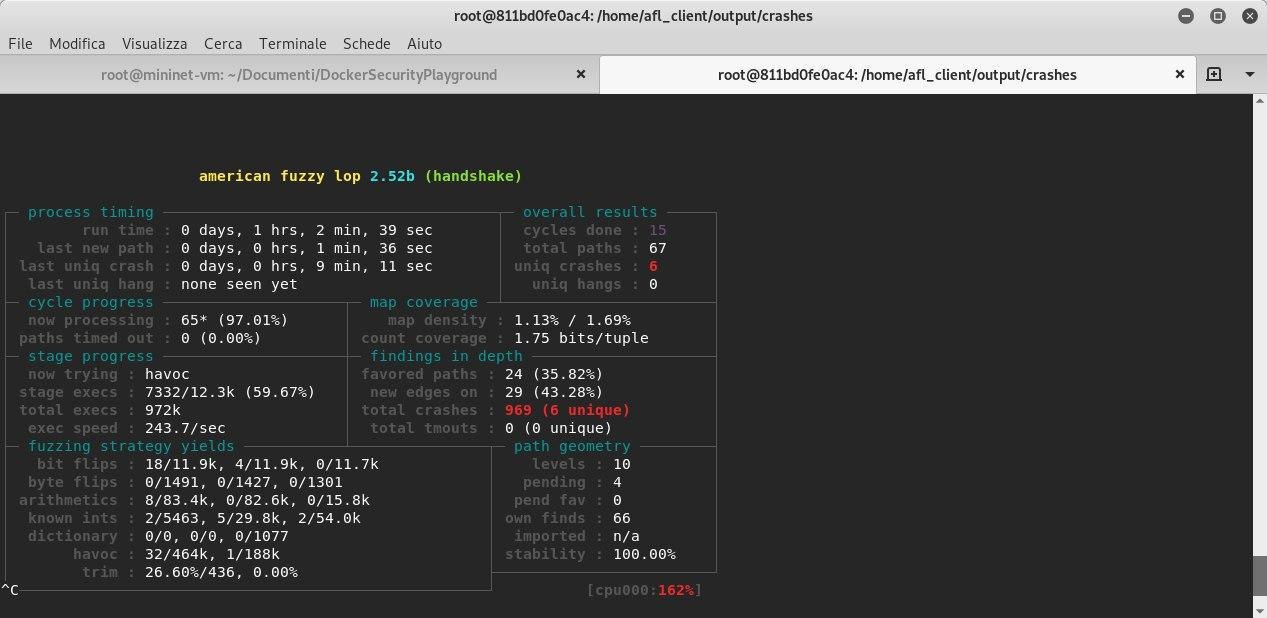 root@811bd0fe0ac4: /home/afl_client/output/crashes
File Modifica Visualizza Cerca Terminale Schede Aiuto
root@mininet-vm: ~/Documenti/DockerSecurityPlayground × root@811bd0fe0ac4: /home/afl_client/output/crashes ×
american fuzzy lop 2.52b (handshake)
process timing overall results
run time : 0 days, 1 hrs, 2 min, 39 sec cycles done : 15
last new path : 0 days, 0 hrs, 1 min, 36 sec total paths : 67
last uniq crash : 0 days, 0 hrs, 9 min, 11 sec uniq crashes : 6
last uniq hang : none seen yet uniq hangs : 0
cycle progress map coverage
now processing : 65* (97.01%) map density : 1.13% / 1.69%
paths timed out : 0 (0.00%) count coverage : 1.75 bits/tuple
stage progress findings in depth
now trying : havoc favored paths : 24 (35.82%)
stage execs : 7332/12.3k (59.67%) new edges on : 29 (43.28%)
total execs : 972k total crashes : 969 (6 unique)
exec speed : 243.7/sec total tmouts : 0 (0 unique)
fuzzing strategy yields path geometry
bit flips : 18/11.9k, 4/11.9k, 0/11.7k levels : 10
byte flips : 0/1491, 0/1427, 0/1301 pending : 4
arithmetics : 8/83.4k, 0/82.6k, 0/15.8k pend fav : 0
known ints : 2/5463, 5/29.8k, 2/54.0k own finds : 66
dictionary : 0/0, 0/0, 0/1077 imported : n/a
havoc : 32/464k, 1/188k stability : 100.00%
trim : 26.60%/436, 0.00%
^C [cpu000:162%]